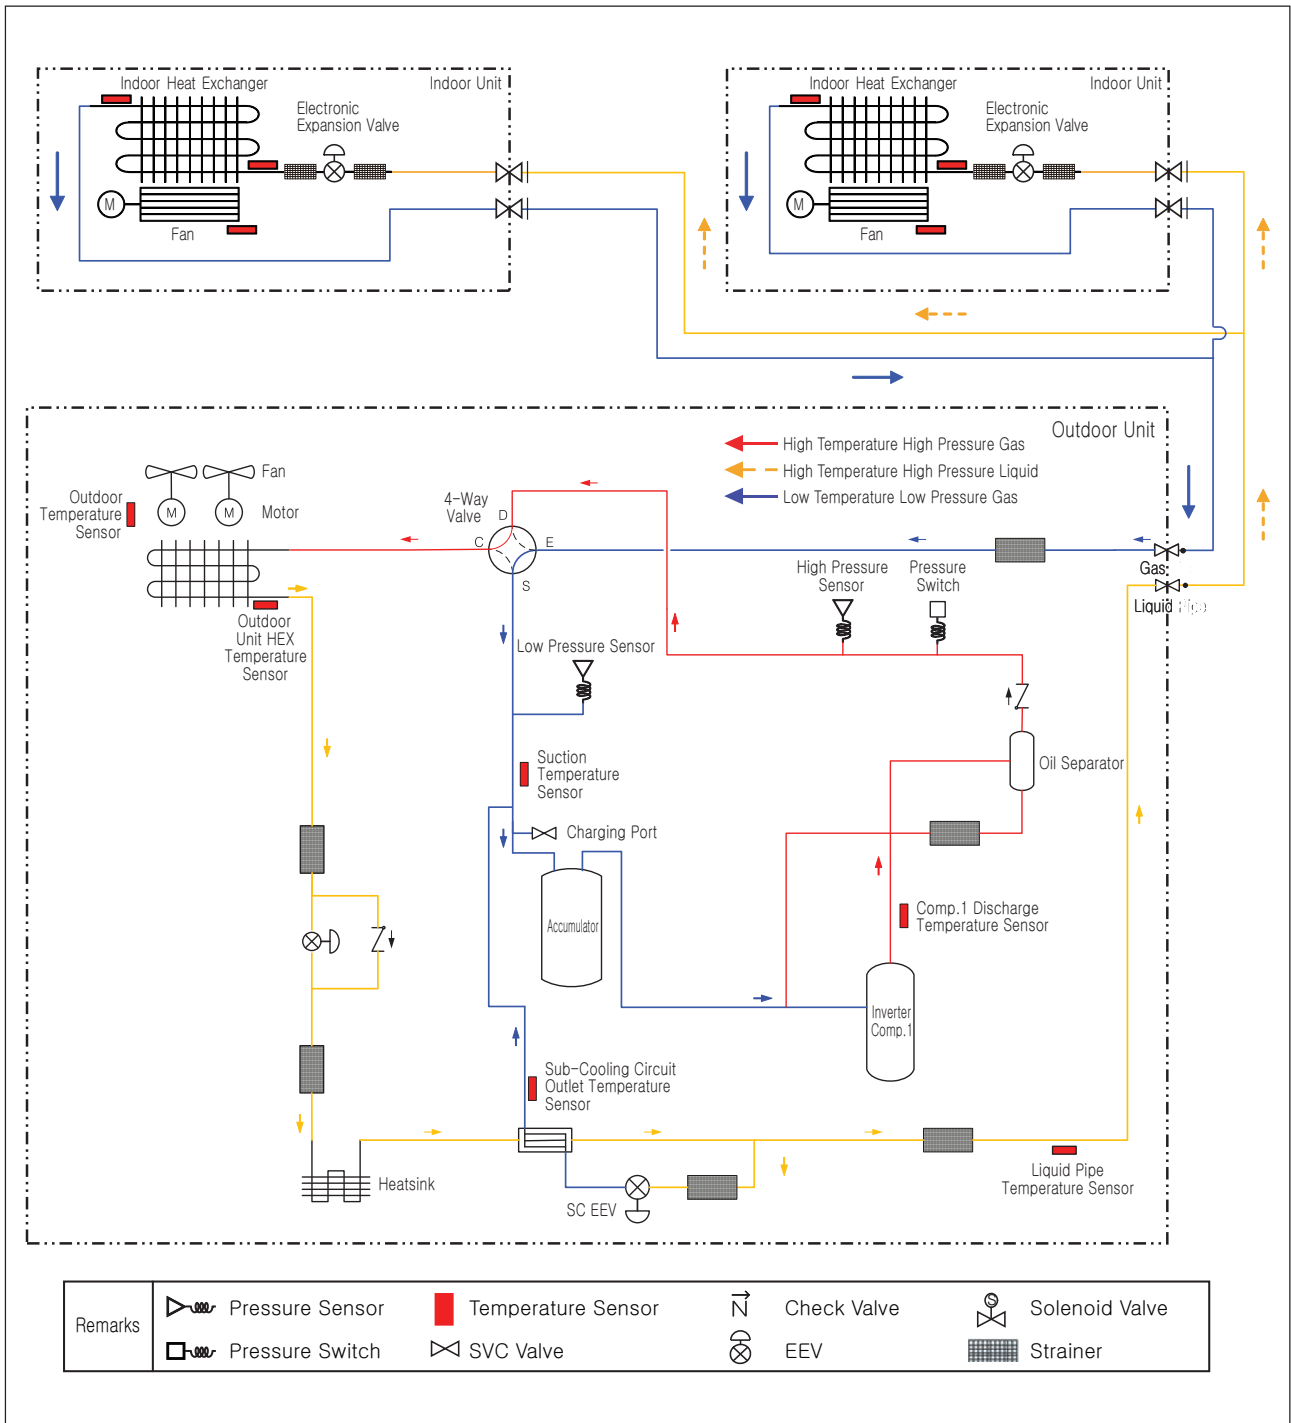 Indoor Heat Exchanger
Indoor Unit
Electronic
Expansion Valve
M
Fan
Indoor Heat Exchanger
Indoor Unit
Electronic
Expansion Valve
M
Fan
Outdoor Unit
High Temperature High Pressure Gas
High Temperature High Pressure Liquid
Low Temperature Low Pressure Gas
Fan
Outdoor
Temperature
Sensor
M
M
Motor
4-Way
Valve
D
C
E
S
High Pressure
Sensor
Pressure
Switch
Gas
Liquid Pipe
Outdoor
Unit HEX
Temperature
Sensor
Low Pressure Sensor
Suction
Temperature
Sensor
Oil Separator
Charging Port
Accumulator
Comp.1 Discharge
Temperature Sensor
Inverter
Comp.1
Sub-Cooling Circuit
Outlet Temperature
Sensor
Heatsink
SC EEV
Liquid Pipe
Temperature Sensor
Remarks
Pressure Sensor
Temperature Sensor
Check Valve
S
Solenoid Valve
Pressure Switch
SVC Valve
EEV
Strainer